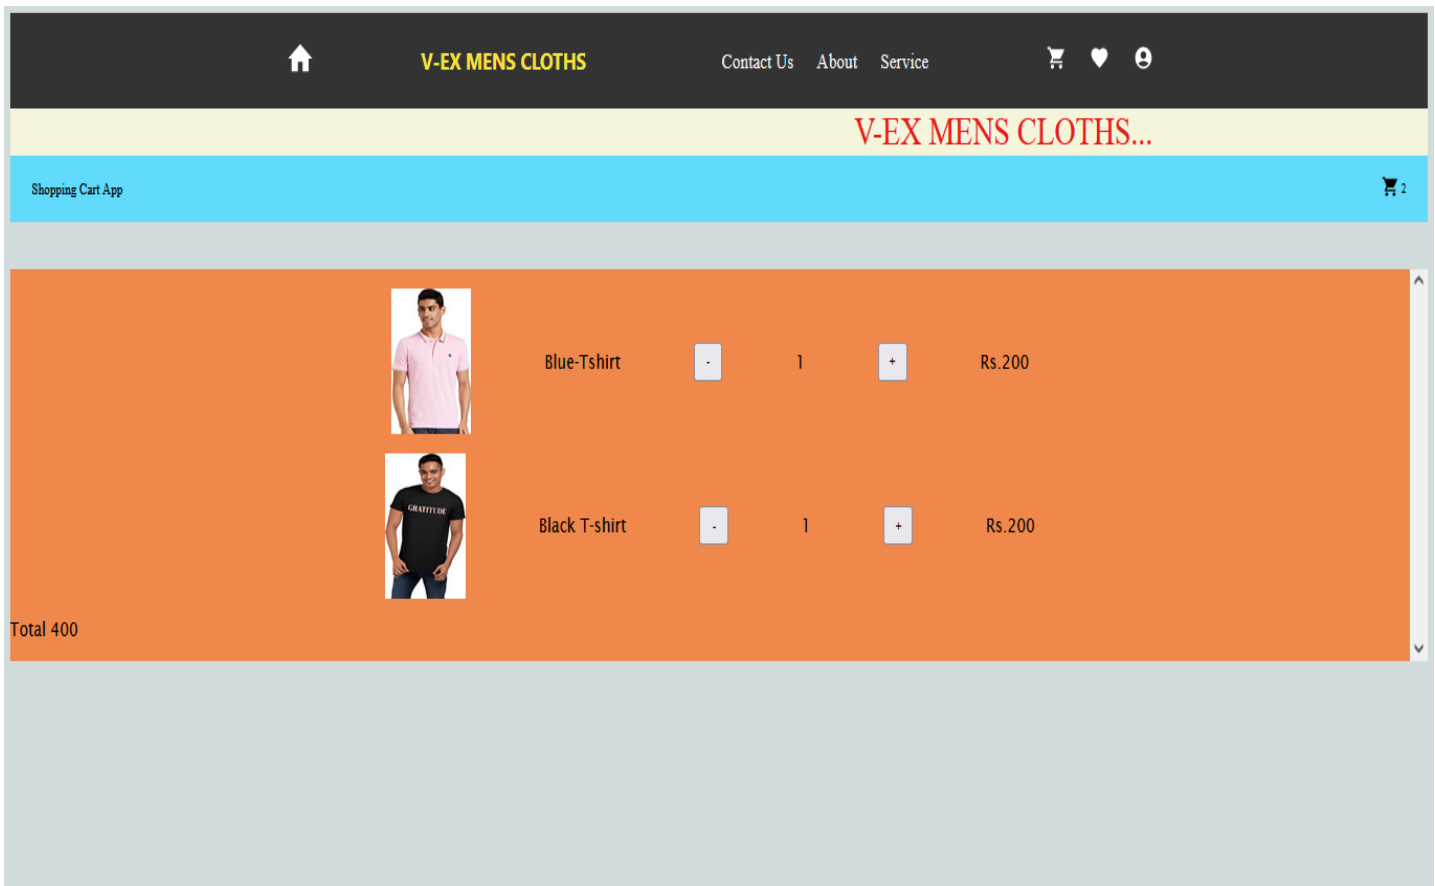 V-EX MENS CLOTHS Contact Us About Service
V-EX MENS CLOTHS...
Shopping Cart App 2
Blue-Tshirt - 1 + Rs.200
GRATITUDE
Black T-shirt - 1 + Rs.200
Total 400